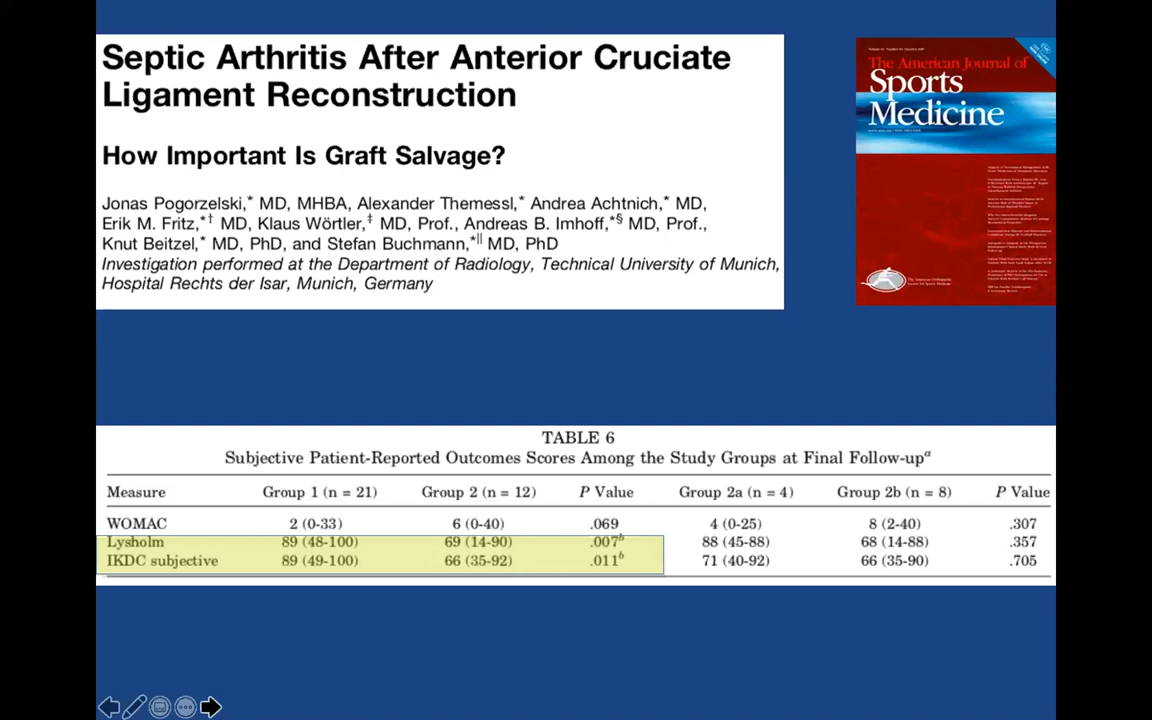 Septic Arthritis After Anterior Cruciate
Ligament Reconstruction
How Important Is Graft Salvage?
Jonas Pogorzelski,* MD, MHBA, Alexander Themessl,* Andrea Achtnich,* MD,
Erik M. Fritz,*† MD, Klaus Wörtler,‡ MD, Prof., Andreas B. Imhoff,*§ MD, Prof.,
Knut Beitzel,* MD, PhD, and Stefan Buchmann,*|| MD, PhD
Investigation performed at the Department of Radiology, Technical University of Munich,
Hospital Rechts der Isar, Munich, Germany
The American Journal of
Sports
Medicine
TABLE 6
Subjective Patient-Reported Outcomes Scores Among the Study Groups at Final Follow-upᵃ
Measure Group 1 (n = 21) Group 2 (n = 12) P Value Group 2a (n = 4) Group 2b (n = 8) P Value
WOMAC 2 (0-33) 6 (0-40) .069 4 (0-25) 8 (2-40) .307
Lysholm 89 (48-100) 69 (14-90) .007ᵇ 88 (45-88) 68 (14-88) .357
IKDC subjective 89 (49-100) 66 (35-92) .011ᵇ 71 (40-92) 66 (35-90) .705